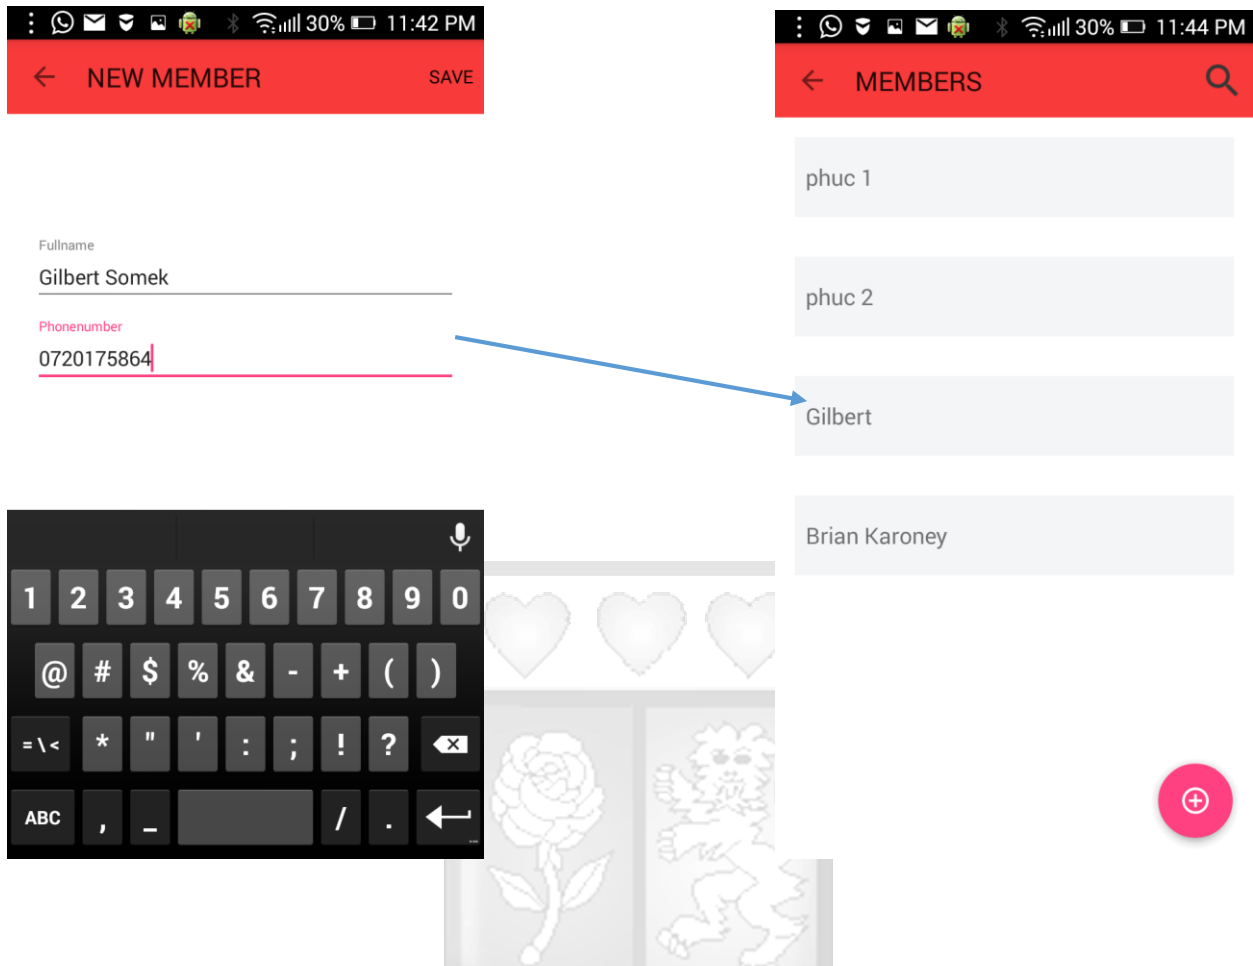 30% 11:42 PM
NEW MEMBER SAVE
Fullname
Gilbert Somek
Phonenumber
0720175864
1 2 3 4 5 6 7 8 9 0
@ # $ % & - + ( )
=\< * " ' : ; ! ?
ABC , _ / .
30% 11:44 PM
MEMBERS
phuc 1
phuc 2
Gilbert
Brian Karoney